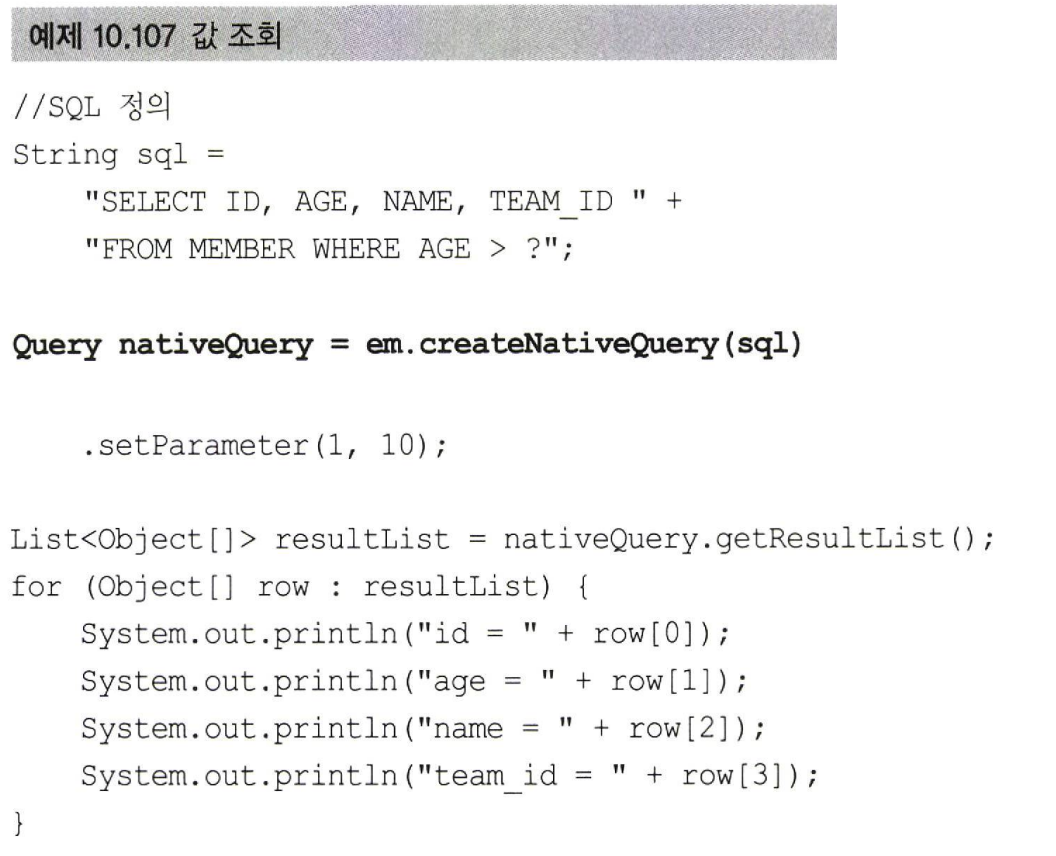 예제 10.107 값 조회
//SQL 정의
String sql =
    "SELECT ID, AGE, NAME, TEAM_ID " +
    "FROM MEMBER WHERE AGE > ?";
Query nativeQuery = em.createNativeQuery(sql)
    .setParameter(1, 10);
List<Object[]> resultList = nativeQuery.getResultList();
for (Object[] row : resultList) {
    System.out.println("id = " + row[0]);
    System.out.println("age = " + row[1]);
    System.out.println("name = " + row[2]);
    System.out.println("team_id = " + row[3]);
}